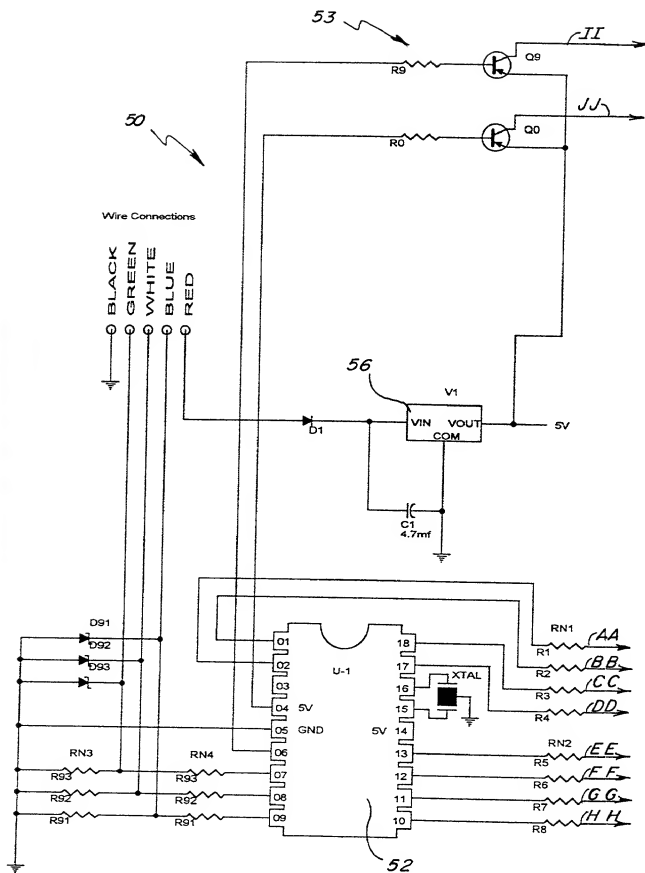 53
II
Q9
R9
JJ
Q0
R0
50
Wire Connections
BLACK
GREEN
WHITE
BLUE
RED
56
V1
VIN
VOUT
COM
5V
D1
C1
4.7mf
D91
D92
D93
RN1
AA
R1
BB
R2
CC
R3
DD
R4
01
18
02
U-1
17
XTAL
03
16
04
5V
15
05
GND
5V
14
06
13
RN2
EE
R5
RN3
RN4
07
12
FF
R93
R93
R6
08
11
GG
R92
R92
R7
09
10
HH
R91
R91
R8
52